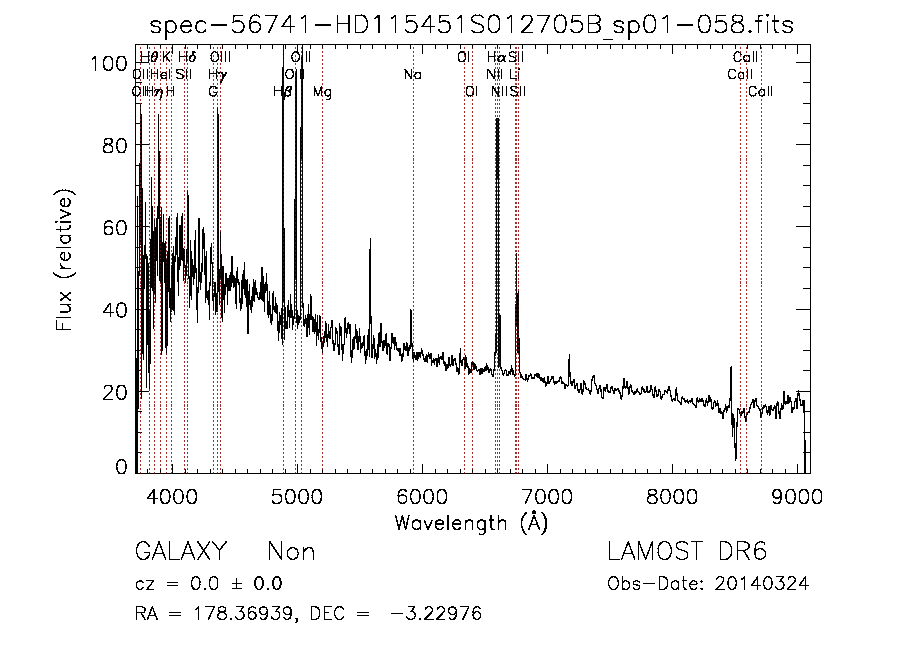 spec-56741-HD115451S012705B_sp01-058.fits
Hθ K Hδ OIII OIII OI Hα SII CaII
OII HeI SII Hγ OIII Na NII Li CaII
OII Hη H G Hβ Mg OI NII SII CaII
100
80
60
40
20
0
Flux (relative)
4000 5000 6000 7000 8000 9000
Wavelength (Å)
GALAXY Non LAMOST DR6
cz = 0.0 ± 0.0 Obs-Date: 20140324
RA = 178.36939, DEC = -3.22976